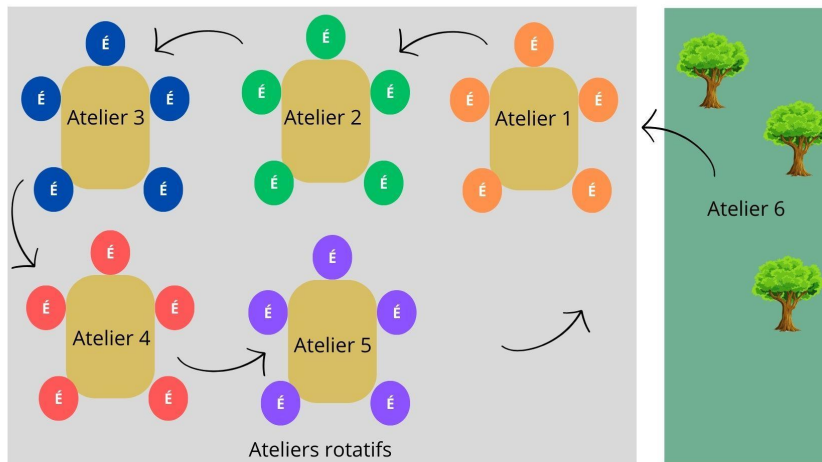 É
É
É
Atelier 3
É
É
É
É
É
Atelier 2
É
É
É
É
É
Atelier 1
É
É
Atelier 6
É
É
É
Atelier 4
É
É
É
É
É
Atelier 5
É
É
Ateliers rotatifs